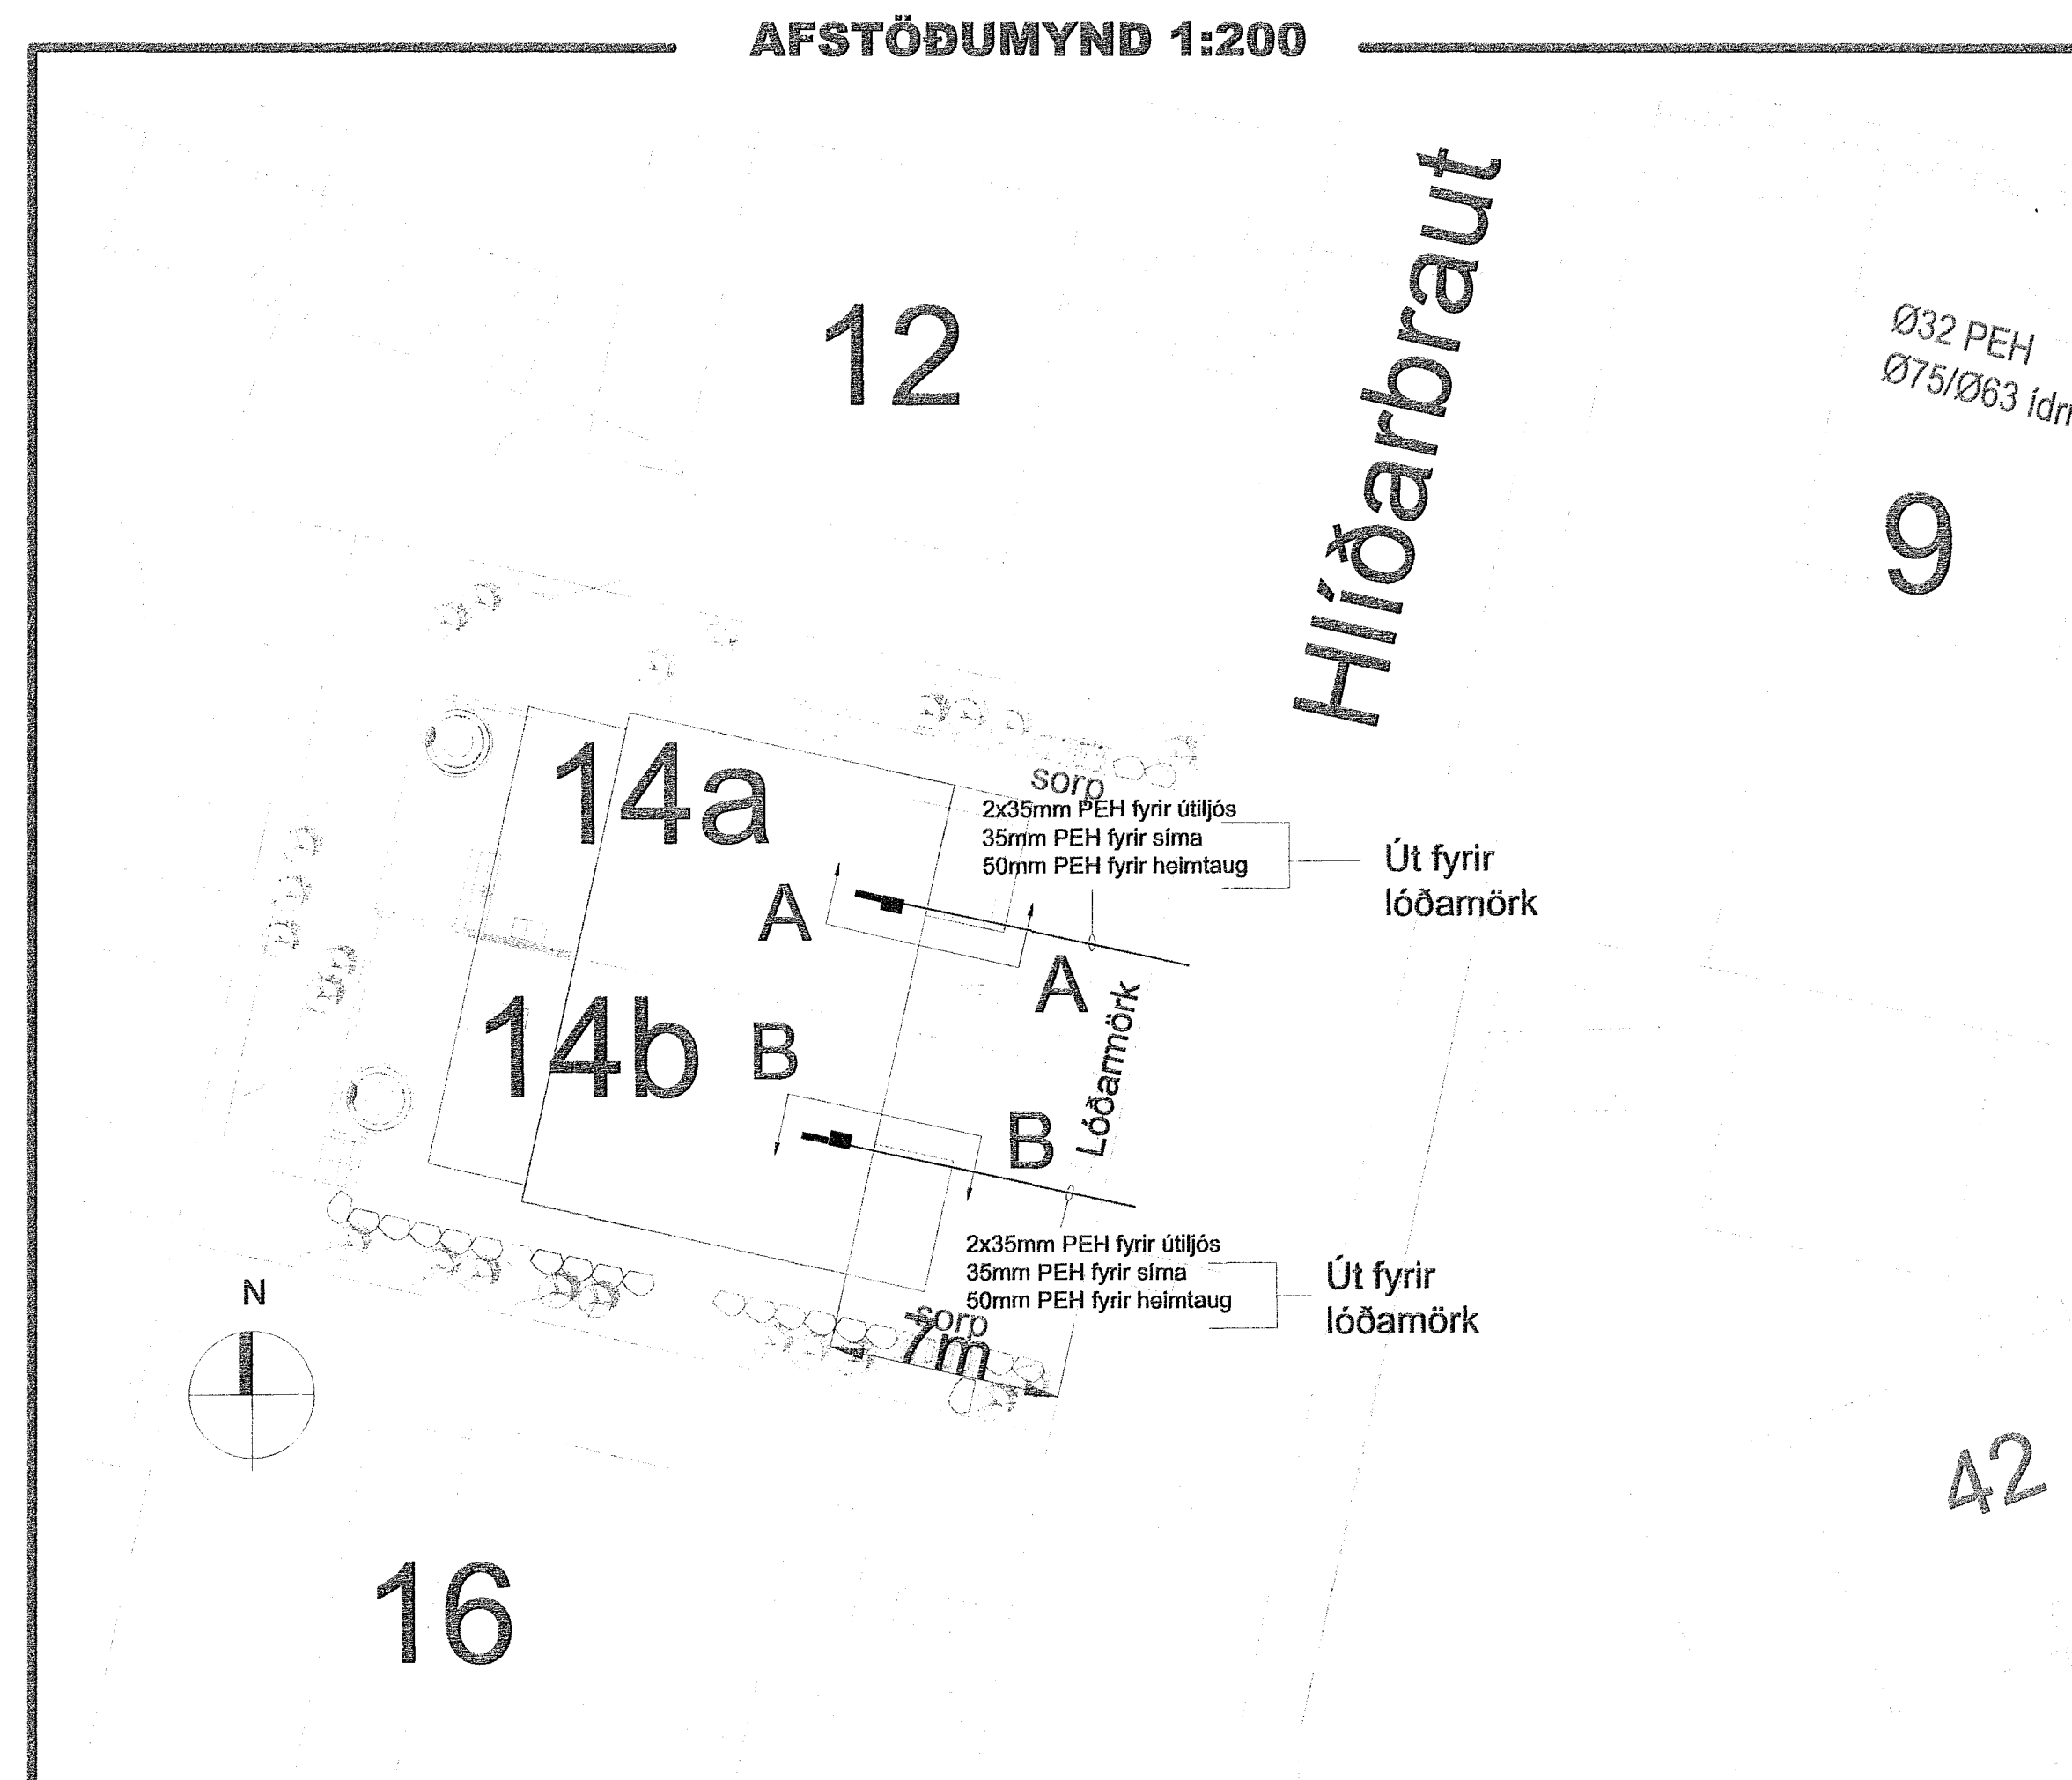 AFSTÖÐUMYND 1:200
Hlíðarbraut
12
Ø32 PEH
Ø75/Ø63
9
14a
sorp
2x35mm PEH fyrir útiljós
35mm PEH fyrir síma
50mm PEH fyrir heimtaug
Út fyrir
lóðamörk
A
A
14b
B
B
Lóðarmörk
2x35mm PEH fyrir útiljós
35mm PEH fyrir síma
50mm PEH fyrir heimtaug
Út fyrir
lóðamörk
sorp
7m
N
42
16